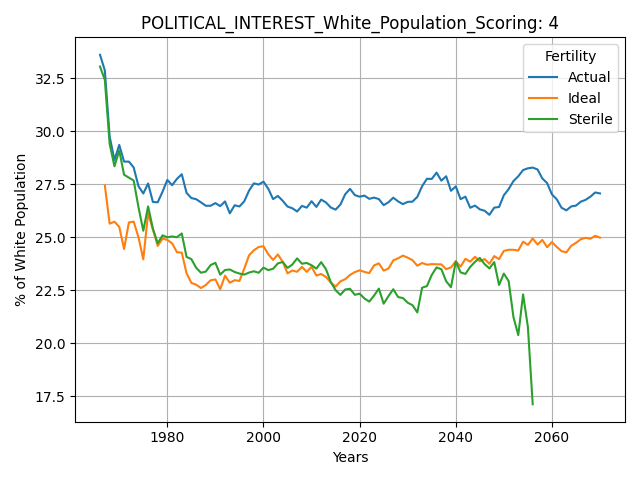 POLITICAL_INTEREST_White_Population_Scoring: 4
Fertility
Actual
Ideal
Sterile
% of White Population
32.5
30.0
27.5
25.0
22.5
20.0
17.5
1980
2000
2020
2040
2060
Years